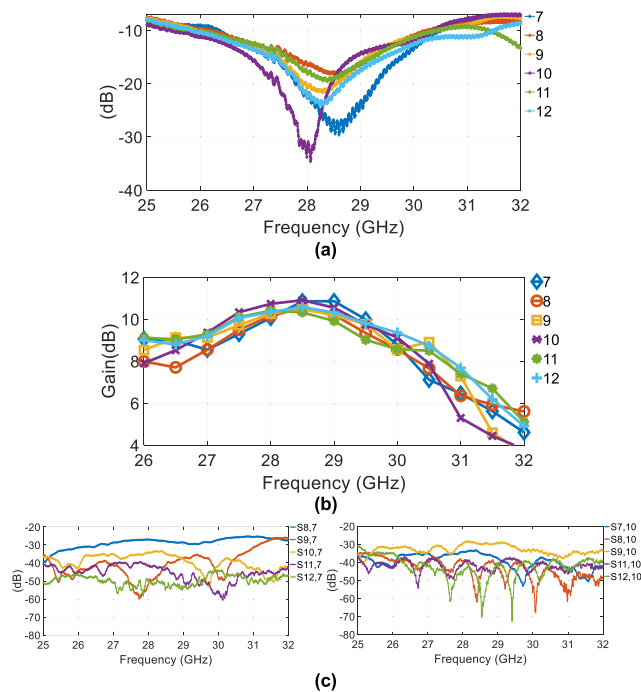 -10
-20
-30
-40
(dB)
25 26 27 28 29 30 31 32
Frequency (GHz)
7
8
9
10
11
12
(a)
12
10
8
6
4
Gain(dB)
26 27 28 29 30 31 32
Frequency (GHz)
7
8
9
10
11
12
(b)
-20
-30
-40
-50
-60
-70
-80
(dB)
25 26 27 28 29 30 31 32
Frequency (GHz)
S8,7
S9,7
S10,7
S11,7
S12,7
-20
-30
-40
-50
-60
-70
-80
(dB)
25 26 27 28 29 30 31 32
Frequency (GHz)
S7,10
S8,10
S9,10
S11,10
S12,10
(c)